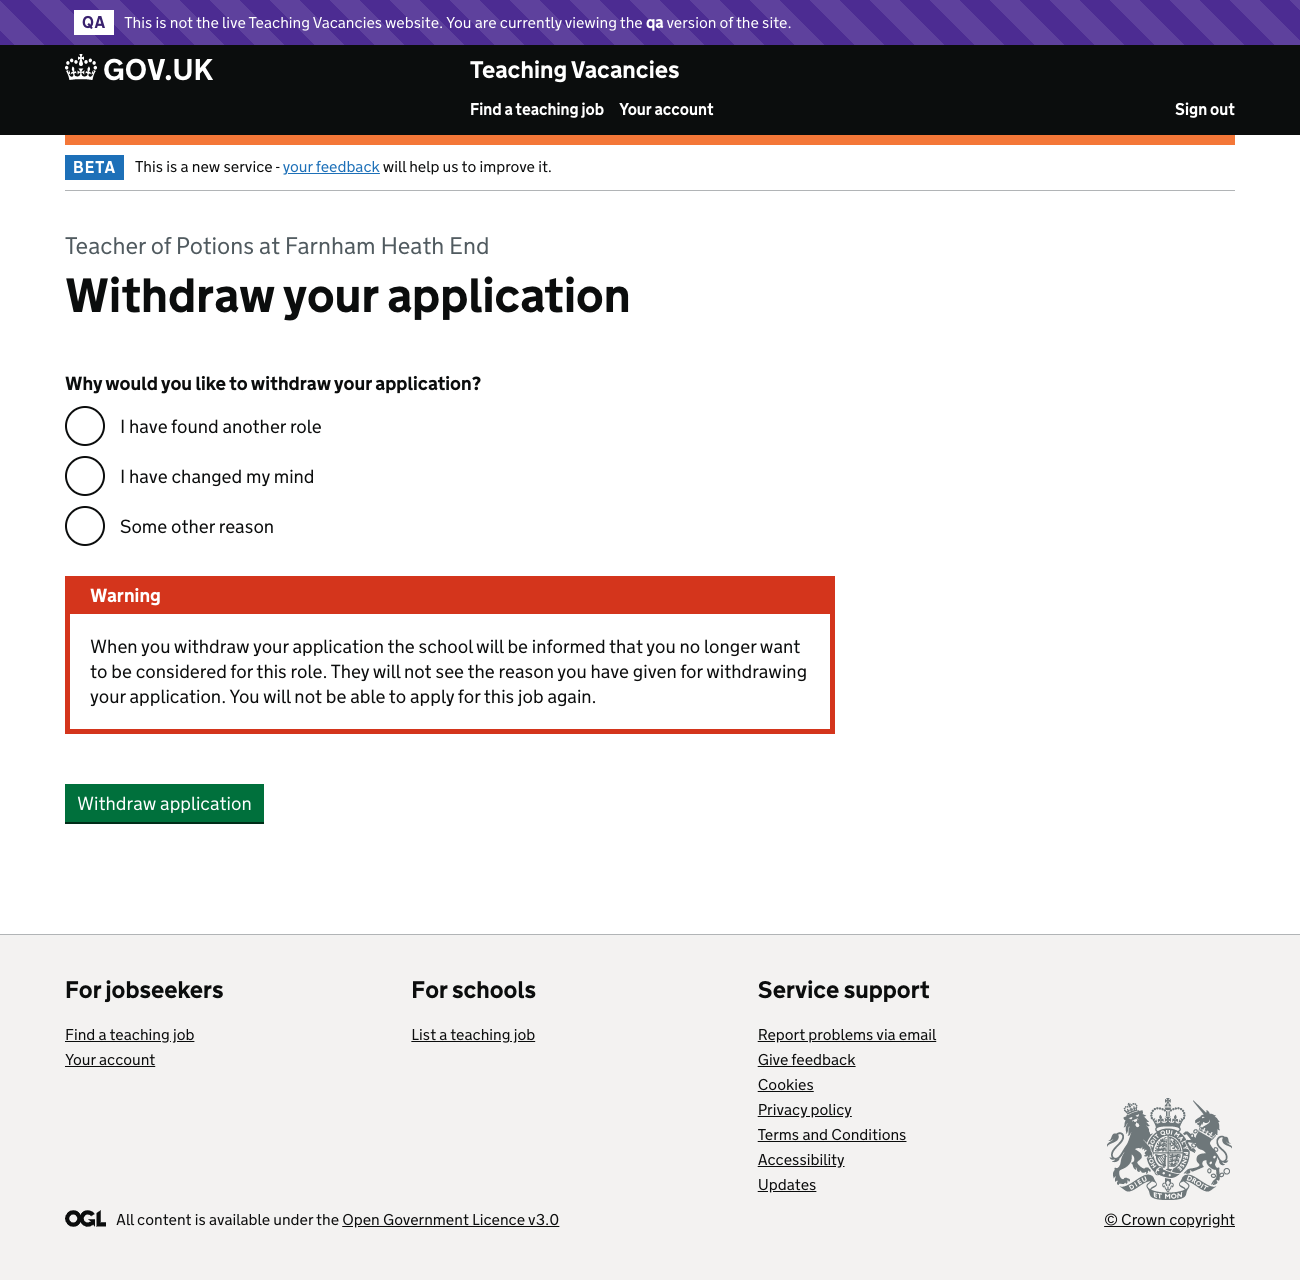 QA This is not the live Teaching Vacancies website. You are currently viewing the qa version of the site.
GOV.UK Teaching Vacancies
Find a teaching job Your account Sign out
BETA This is a new service - your feedback will help us to improve it.
Teacher of Potions at Farnham Heath End
Withdraw your application
Why would you like to withdraw your application?
I have found another role
I have changed my mind
Some other reason
Warning
When you withdraw your application the school will be informed that you no longer want
to be considered for this role. They will not see the reason you have given for withdrawing
your application. You will not be able to apply for this job again.
Withdraw application
For jobseekers
Find a teaching job
Your account
For schools
List a teaching job
Service support
Report problems via email
Give feedback
Cookies
Privacy policy
Terms and Conditions
Accessibility
Updates
DIEU ET MON DROIT
OGL All content is available under the Open Government Licence v3.0
© Crown copyright